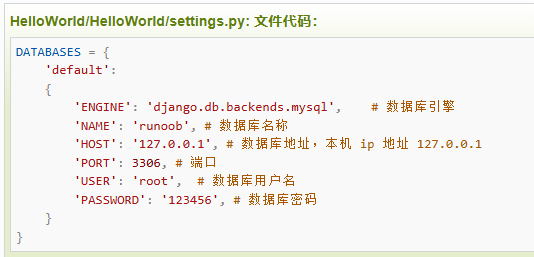 HelloWorld/HelloWorld/settings.py: 文件代码：
DATABASES = {
    'default':
    {
        'ENGINE': 'django.db.backends.mysql',    # 数据库引擎
        'NAME': 'runoob', # 数据库名称
        'HOST': '127.0.0.1', # 数据库地址，本机 ip 地址 127.0.0.1
        'PORT': 3306, # 端口
        'USER': 'root',  # 数据库用户名
        'PASSWORD': '123456', # 数据库密码
    }
}